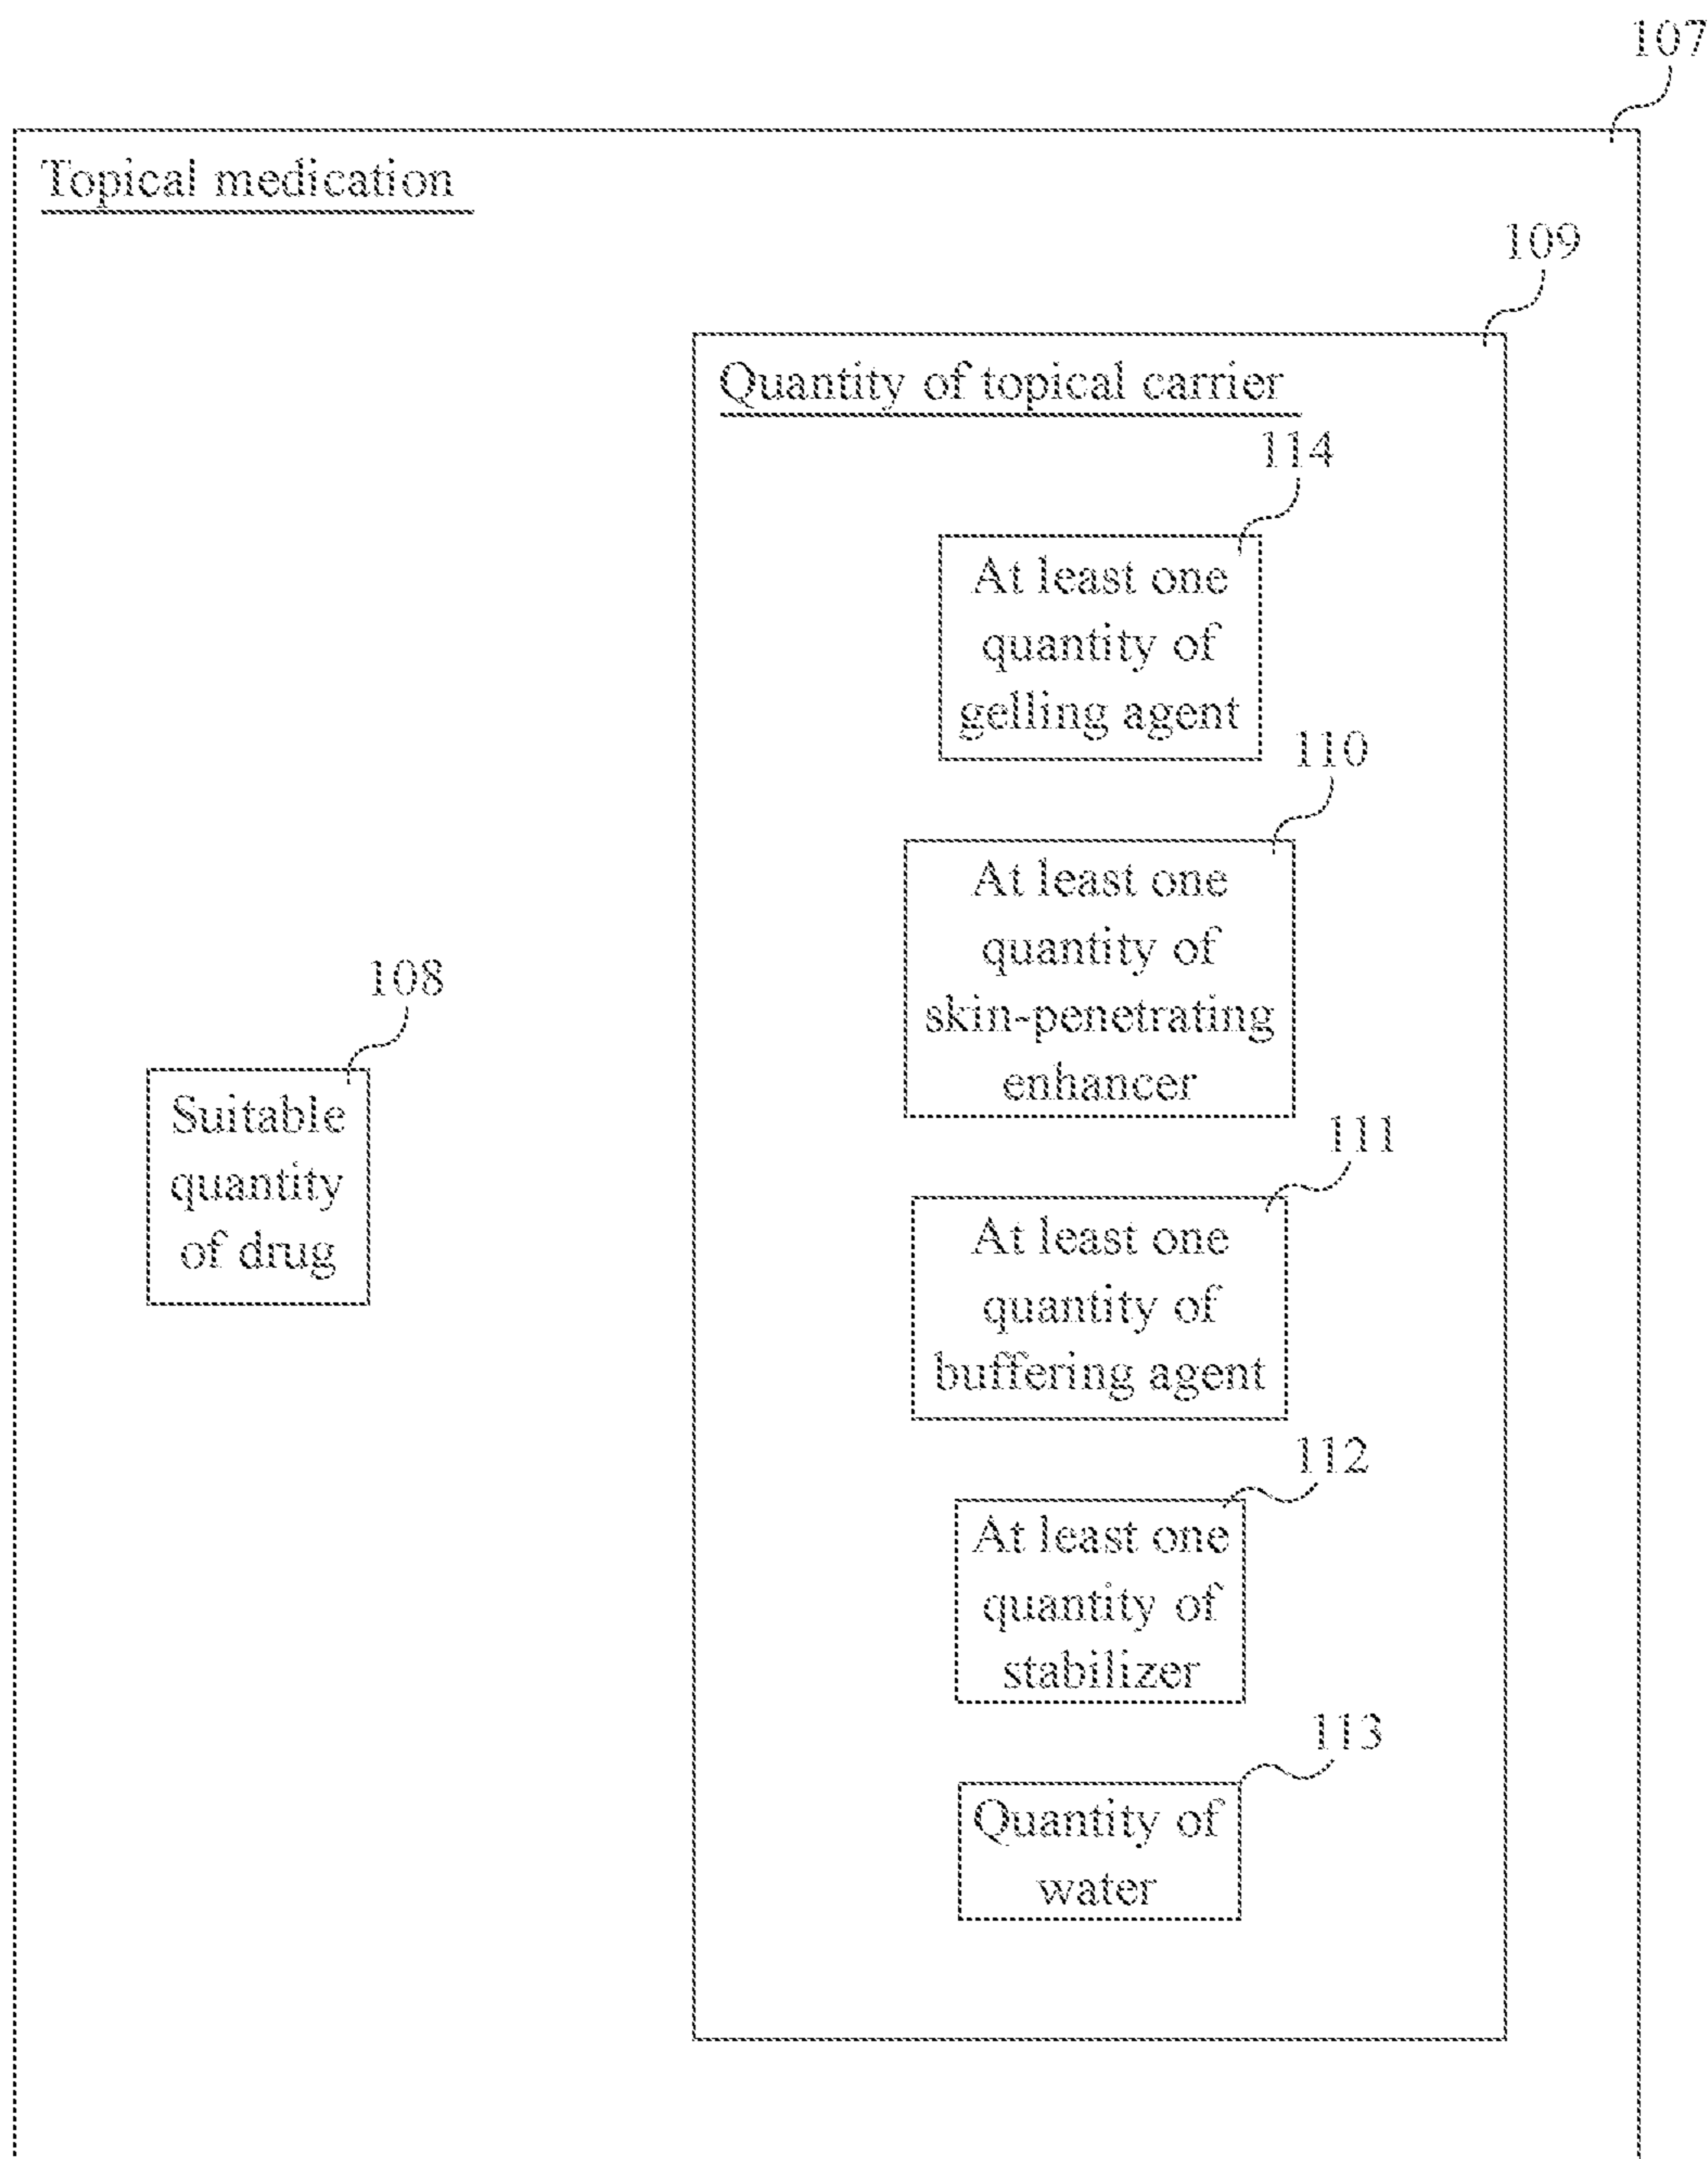 107
Topical medication
109
Quantity of topical carrier
114
At least one
quantity of
gelling agent
110
At least one
quantity of
skin-penetrating
enhancer
108
Suitable
quantity
of drug
111
At least one
quantity of
buffering agent
112
At least one
quantity of
stabilizer
113
Quantity of
water